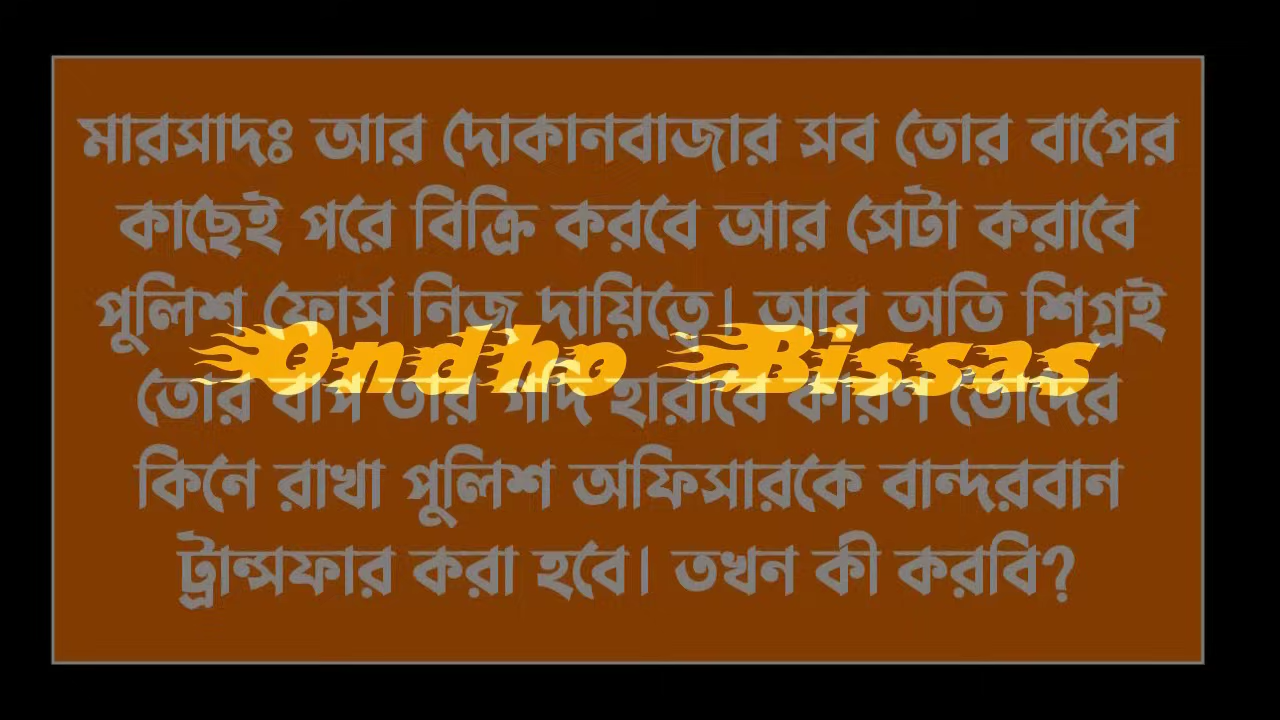 মারসাদঃ আর দোকানবাজার সব তোর বাপের
কাছেই পরে বিক্রি করবে আর সেটা করাবে
পুলিশ ফোর্স নিজ দায়িতে। আর অতি শিগ্রই
Ondho Bissas
তোর বাপ তার গদি হারাবে কারণ তোদের
কিনে রাখা পুলিশ অফিসারকে বান্দরবান
ট্রান্সফার করা হবে। তখন কী করবি?